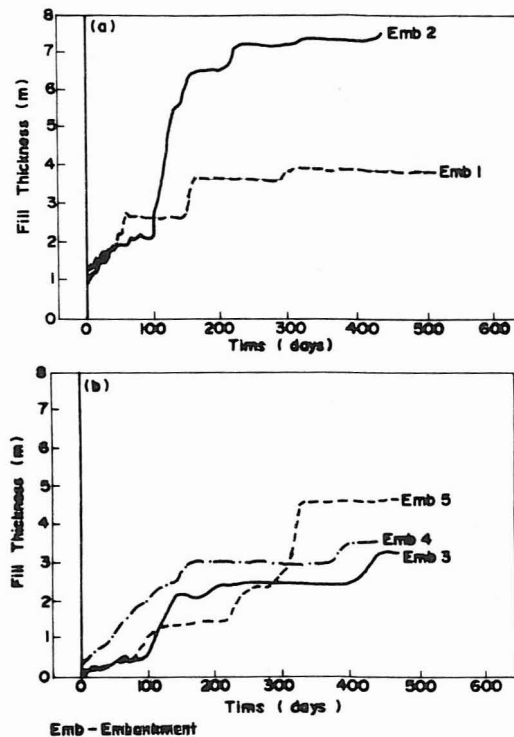 (a)
Emb 2
Emb 1
Fill Thickness (m)
8
7
6
5
4
3
2
1
0 100 200 300 400 500 600
Tims (days)
(b)
Emb 5
Emb 4
Emb 3
Fill Thickness (m)
8
7
6
5
4
3
2
1
0
0 100 200 300 400 500 600
Tims (days)
Emb - Embankment